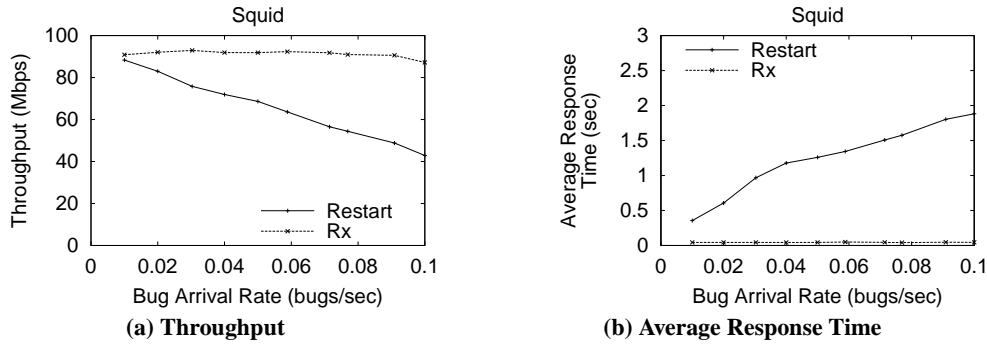 Squid
100
80
60
40
20
0
Throughput (Mbps)
Restart
Rx
0 0.02 0.04 0.06 0.08 0.1
Bug Arrival Rate (bugs/sec)
(a) Throughput
Squid
3
2.5
2
1.5
1
0.5
0
Average Response
Time (sec)
Restart
Rx
0 0.02 0.04 0.06 0.08 0.1
Bug Arrival Rate (bugs/sec)
(b) Average Response Time